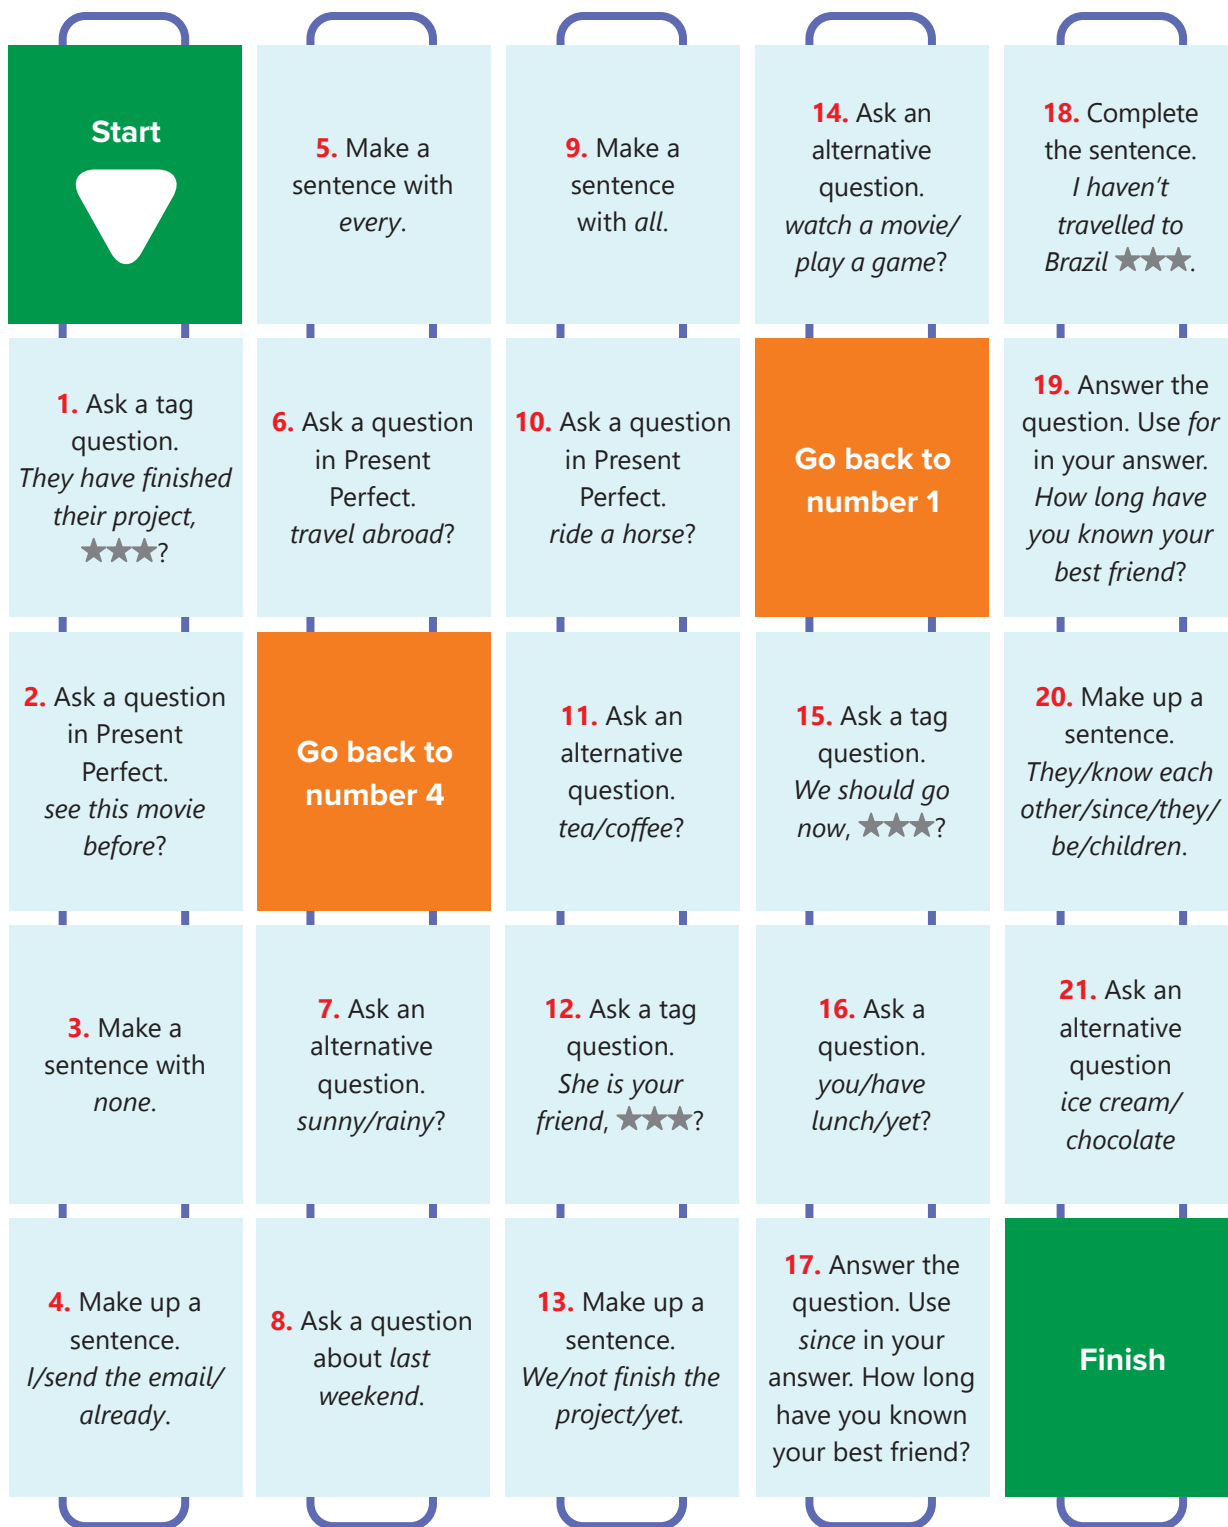 Start
1. Ask a tag
question.
They have finished
their project,
★★★?
2. Ask a question
in Present
Perfect.
see this movie
before?
3. Make a
sentence with
none.
4. Make up a
sentence.
I/send the email/
already.
5. Make a
sentence with
every.
6. Ask a question
in Present
Perfect.
travel abroad?
Go back to
number 4
7. Ask an
alternative
question.
sunny/rainy?
8. Ask a question
about last
weekend.
9. Make a
sentence
with all.
10. Ask a question
in Present
Perfect.
ride a horse?
11. Ask an
alternative
question.
tea/coffee?
12. Ask a tag
question.
She is your
friend, ★★★?
13. Make up a
sentence.
We/not finish the
project/yet.
14. Ask an
alternative
question.
watch a movie/
play a game?
Go back to
number 1
15. Ask a tag
question.
We should go
now, ★★★?
16. Ask a
question.
you/have
lunch/yet?
17. Answer the
question. Use
since in your
answer. How long
have you known
your best friend?
18. Complete
the sentence.
I haven't
travelled to
Brazil ★★★.
19. Answer the
question. Use for
in your answer.
How long have
you known your
best friend?
20. Make up a
sentence.
They/know each
other/since/they/
be/children.
21. Ask an
alternative
question
ice cream/
chocolate
Finish